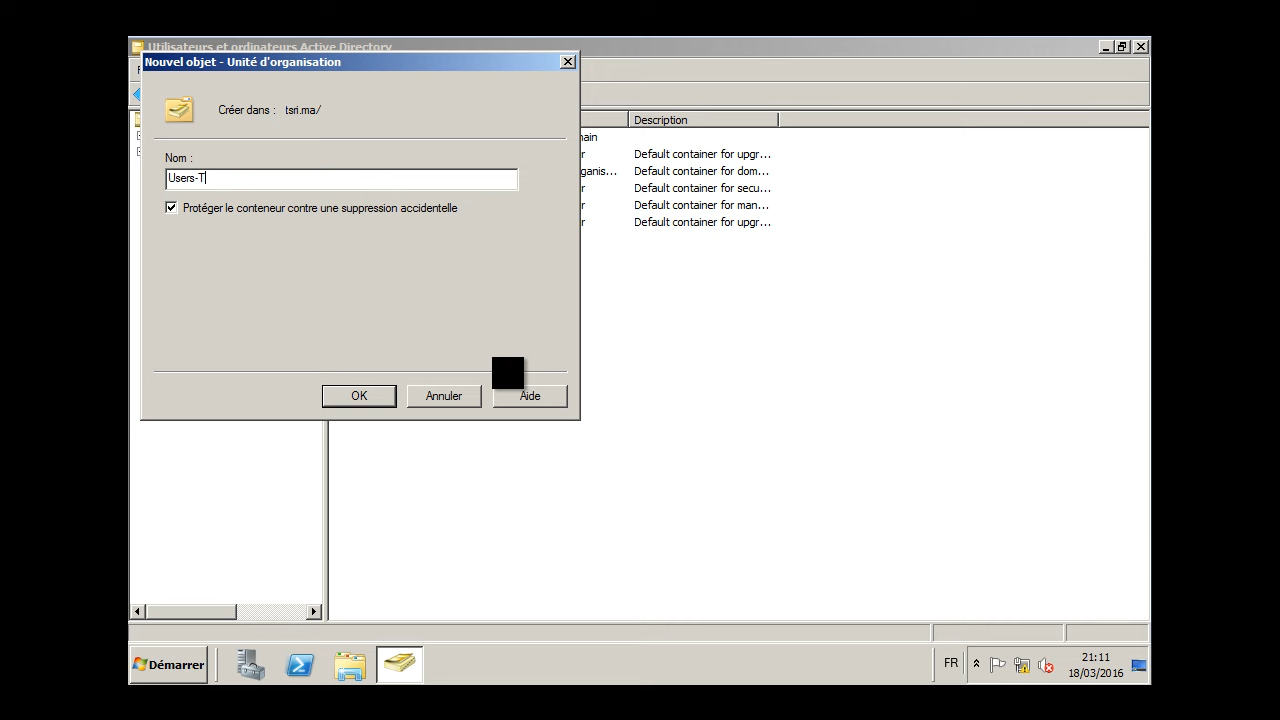 Utilisateurs et ordinateurs Active Directory
Nouvel objet - Unité d'organisation
Créer dans : tsri.ma/
Nom :
Users-T
Protéger le conteneur contre une suppression accidentelle
OK
Annuler
Aide
Description
Default container for upgr...
Default container for dom...
Default container for secu...
Default container for man...
Default container for upgr...
Démarrer
FR
21:11
18/03/2016